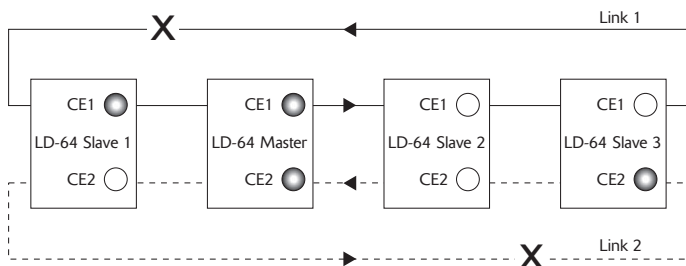 Link 1
CE1 CE1 CE1 CE1
LD-64 Slave 1 LD-64 Master LD-64 Slave 2 LD-64 Slave 3
CE2 CE2 CE2 CE2
Link 2